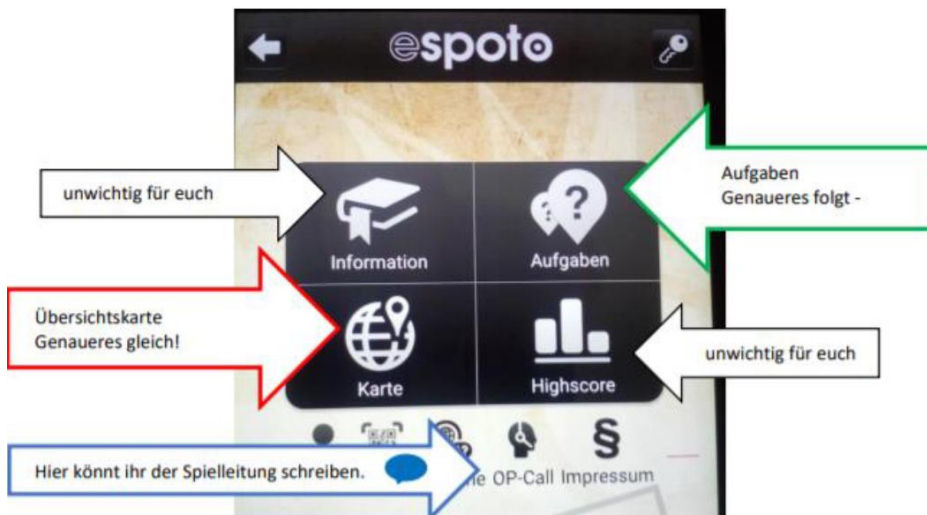 espoto
unwichtig für euch
Aufgaben
Genaueres folgt -
Information
Aufgaben
Übersichtskarte
Genaueres gleich!
unwichtig für euch
Karte
Highscore
Hier könnt ihr der Spielleitung schreiben.
OP-Call Impressum